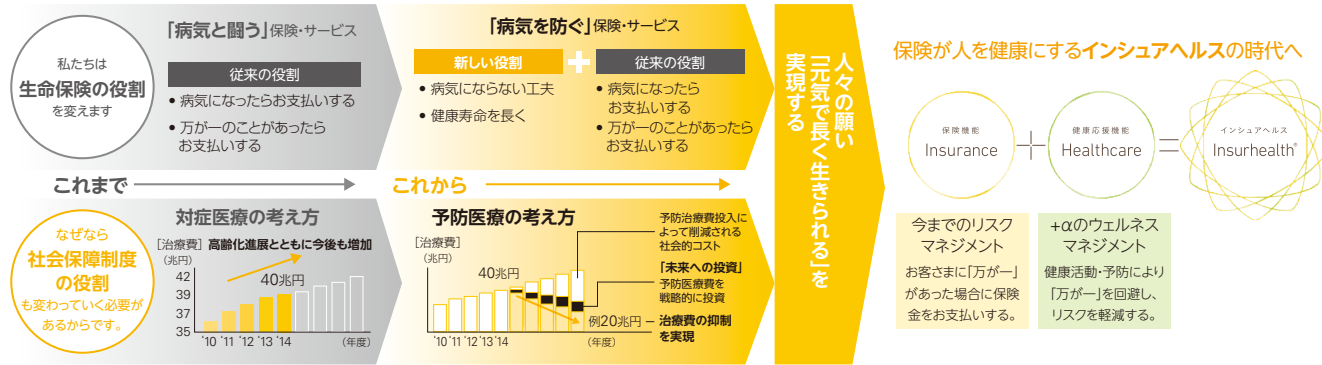 私たちは
生命保険の役割
を変えます
「病気と闘う」保険・サービス
従来の役割
• 病気になったらお支払いする
• 万が一のことがあったら
お支払いする
「病気を防ぐ」保険・サービス
新しい役割
• 病気にならない工夫
• 健康寿命を長く
+
従来の役割
• 病気になったら
お支払いする
• 万が一のことがあったら
お支払いする
これまで
これから
なぜなら
社会保障制度
の役割
も変わっていく必要が
あるからです。
対症医療の考え方
[治療費] 高齢化進展とともに今後も増加
(兆円)
40兆円
42
39
37
35
'10 '11 '12 '13 '14
(年度)
予防医療の考え方
[治療費]
(兆円)
40兆円
'10 '11 '12 '13 '14
(年度)
予防治療費投入に
よって削減される
社会的コスト
「未来への投資」
予防医療費を
戦略的に投資
例20兆円
治療費の抑制
を実現
人々の願い
「元気で長く生きられる」を
実現する
保険が人を健康にするインシュアヘルスの時代へ
保険機能
Insurance
+
健康応援機能
Healthcare
=
インシュアヘルス
Insurhealth®
今までのリスク
マネジメント
お客さまに「万が一」
があった場合に保険
金をお支払いする。
+αのウェルネス
マネジメント
健康活動・予防により
「万が一」を回避し、
リスクを軽減する。